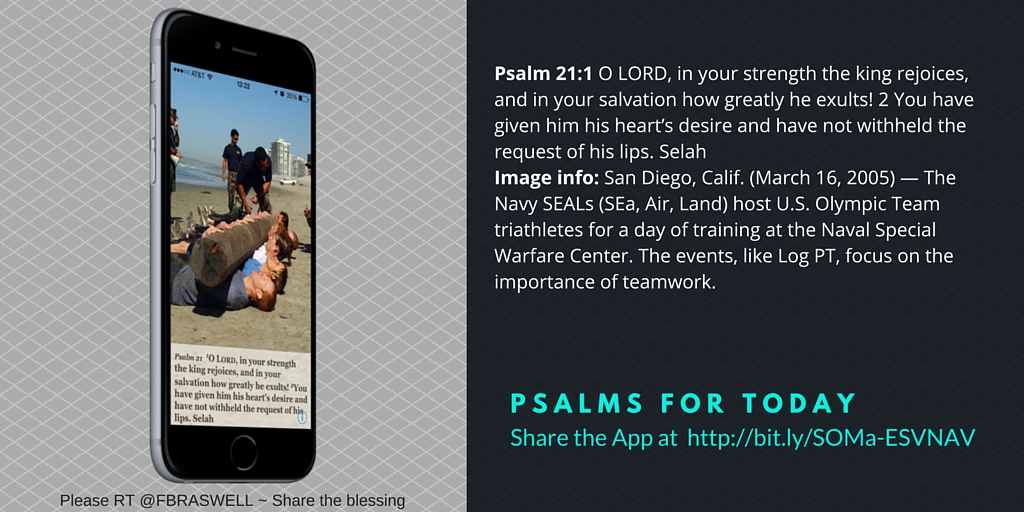 AT&T
13:22
35%
Psalm 21 ¹O LORD, in your strength
the king rejoices, and in your
salvation how greatly he exults! ²You
have given him his heart's desire and
have not withheld the request of his
lips. Selah
Please RT @FBRASWELL ~ Share the blessing
Psalm 21:1 O LORD, in your strength the king rejoices,
and in your salvation how greatly he exults! 2 You have
given him his heart’s desire and have not withheld the
request of his lips. Selah
Image info: San Diego, Calif. (March 16, 2005) — The
Navy SEALs (SEa, Air, Land) host U.S. Olympic Team
triathletes for a day of training at the Naval Special
Warfare Center. The events, like Log PT, focus on the
importance of teamwork.
PSALMS FOR TODAY
Share the App at http://bit.ly/SOMa-ESVNAV